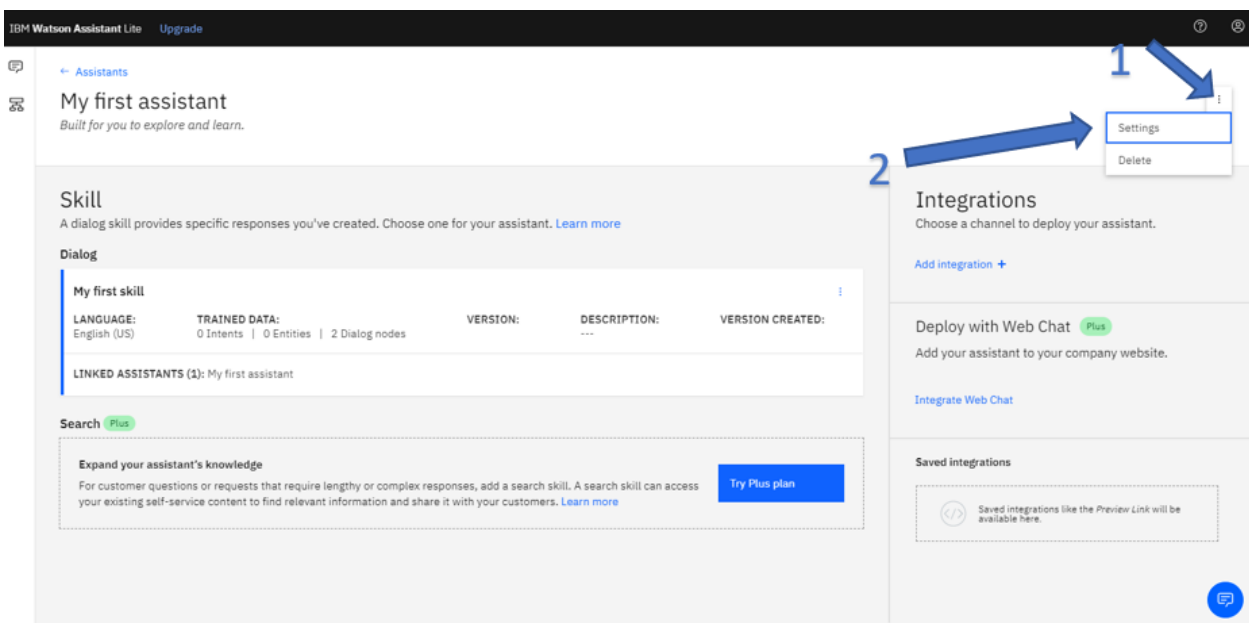 IBM Watson Assistant Lite Upgrade
← Assistants
My first assistant
Built for you to explore and learn.
1
2
Settings
Delete
Skill
A dialog skill provides specific responses you've created. Choose one for your assistant. Learn more
Dialog
My first skill
LANGUAGE: TRAINED DATA: VERSION: DESCRIPTION: VERSION CREATED:
English (US) 0 Intents | 0 Entities | 2 Dialog nodes ---
LINKED ASSISTANTS (1): My first assistant
Search Plus
Expand your assistant's knowledge
For customer questions or requests that require lengthy or complex responses, add a search skill. A search skill can access
your existing self-service content to find relevant information and share it with your customers. Learn more
Try Plus plan
Integrations
Choose a channel to deploy your assistant.
Add integration +
Deploy with Web Chat Plus
Add your assistant to your company website.
Integrate Web Chat
Saved integrations
Saved integrations like the Preview Link will be
available here.